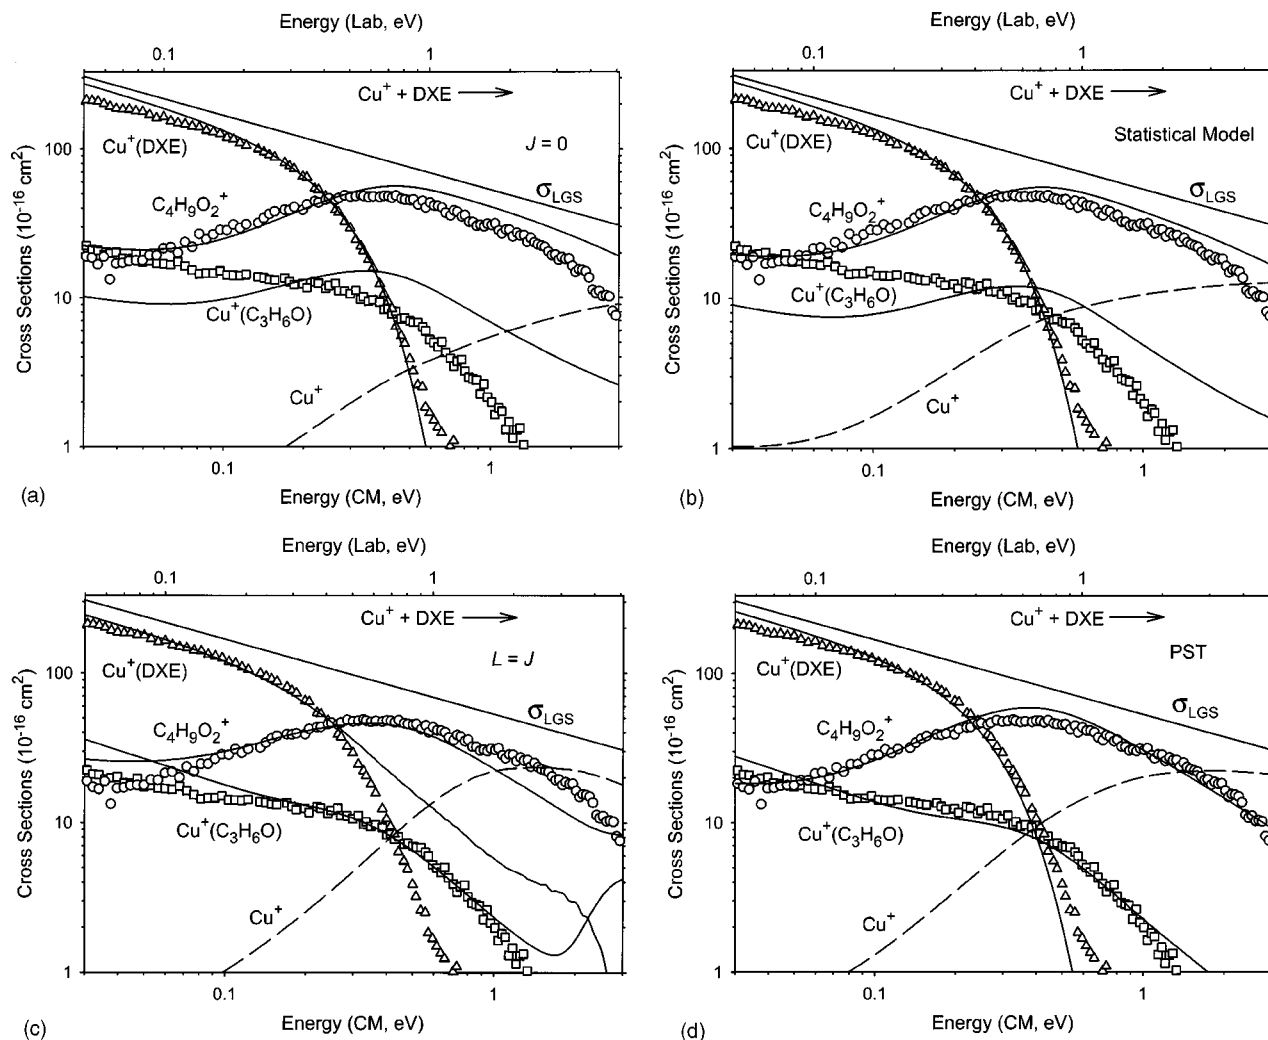 Energy (Lab, eV)
0.1 1
Cu⁺ + DXE
J = 0
100
10
1
Cross Sections (10⁻¹⁶ cm²)
Cu⁺(DXE)
C₄H₉O₂⁺
σLGS
Cu⁺(C₃H₆O)
Cu⁺
0.1 1
Energy (CM, eV)
(a)
Energy (Lab, eV)
0.1 1
Cu⁺ + DXE
Statistical Model
100
10
1
Cross Sections (10⁻¹⁶ cm²)
Cu⁺(DXE)
C₄H₉O₂⁺
σLGS
Cu⁺(C₃H₆O)
Cu⁺
0.1 1
Energy (CM, eV)
(b)
Energy (Lab, eV)
0.1 1
Cu⁺ + DXE
L = J
100
10
1
Cross Sections (10⁻¹⁶ cm²)
Cu⁺(DXE)
C₄H₉O₂⁺
σLGS
Cu⁺(C₃H₆O)
Cu⁺
0.1 1
Energy (CM, eV)
(c)
Energy (Lab, eV)
0.1 1
Cu⁺ + DXE
PST
100
10
1
Cross Sections (10⁻¹⁶ cm²)
Cu⁺(DXE)
C₄H₉O₂⁺
σLGS
Cu⁺(C₃H₆O)
Cu⁺
0.1 1
Energy (CM, eV)
(d)